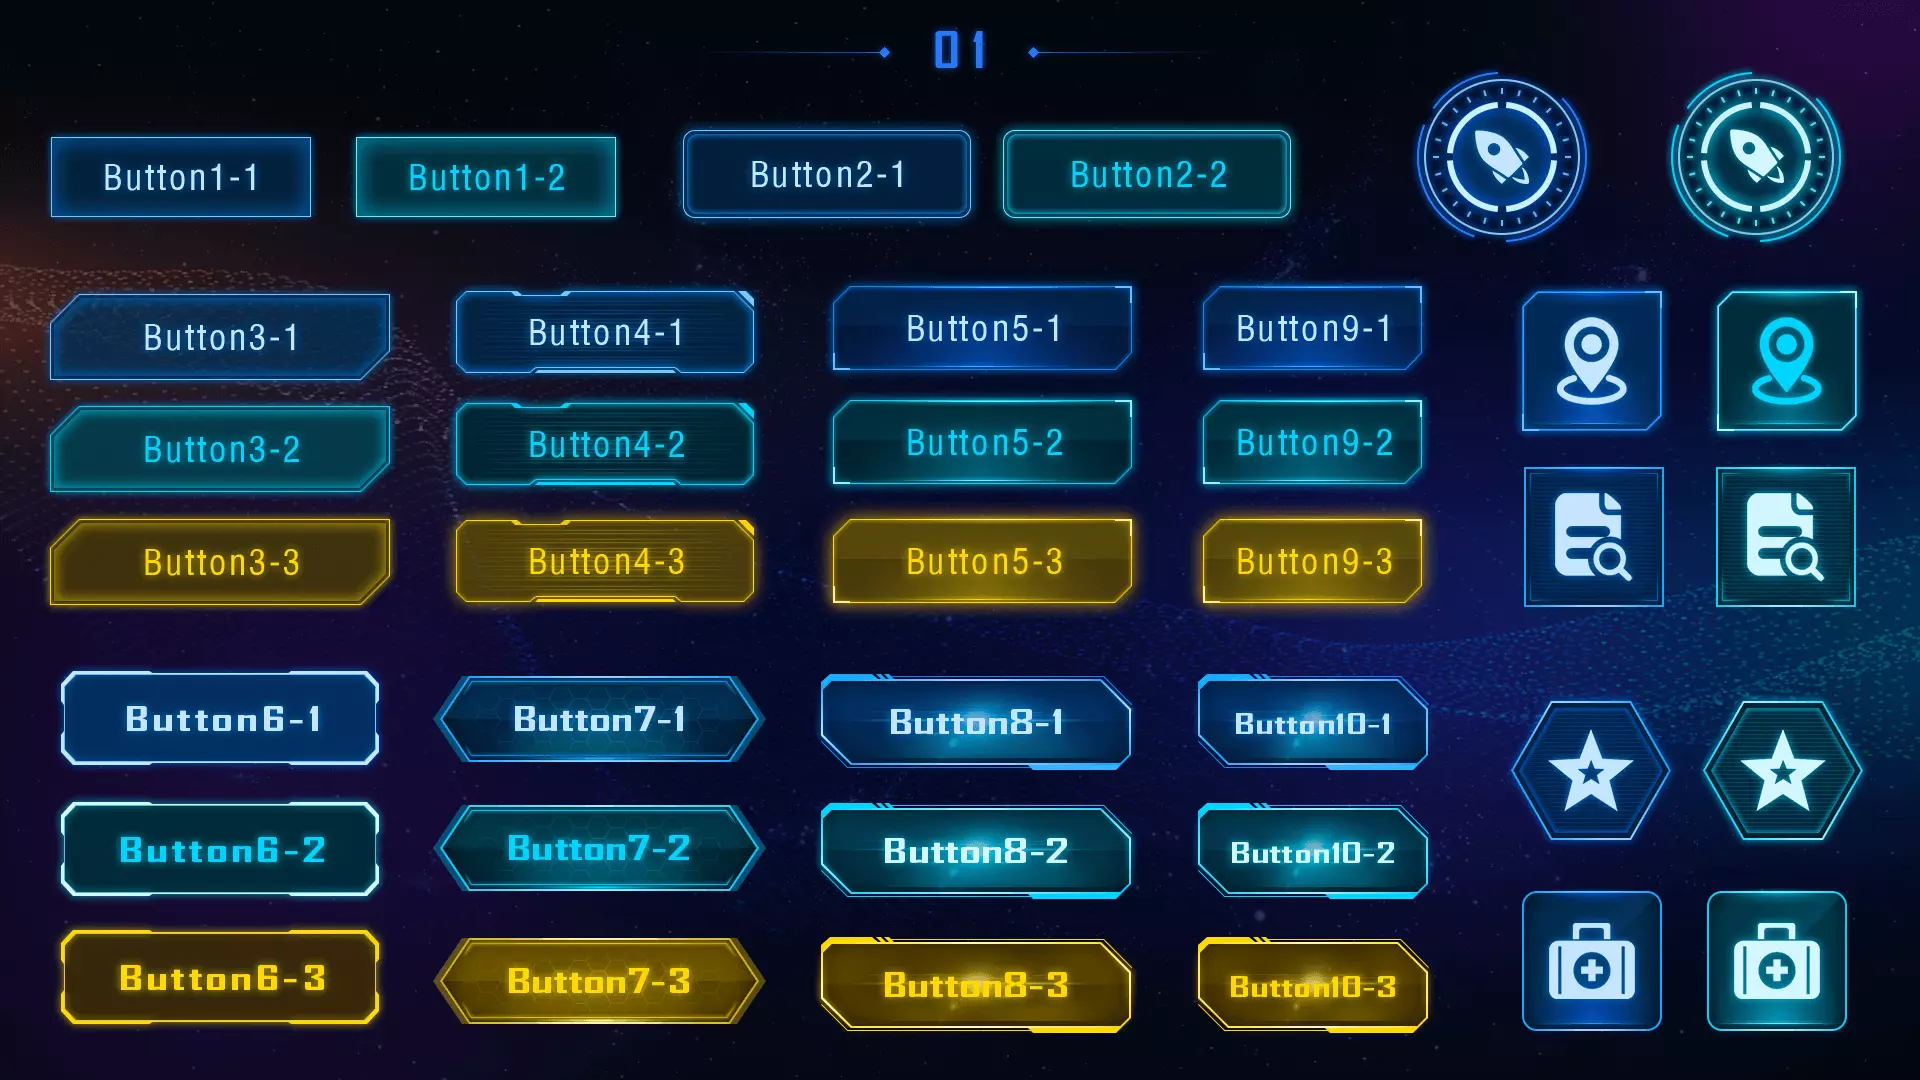 01
Button1-1 Button1-2 Button2-1 Button2-2
Button3-1 Button4-1 Button5-1 Button9-1
Button3-2 Button4-2 Button5-2 Button9-2
Button3-3 Button4-3 Button5-3 Button9-3
Button6-1 Button7-1 Button8-1 Button10-1
Button6-2 Button7-2 Button8-2 Button10-2
Button6-3 Button7-3 Button8-3 Button10-3